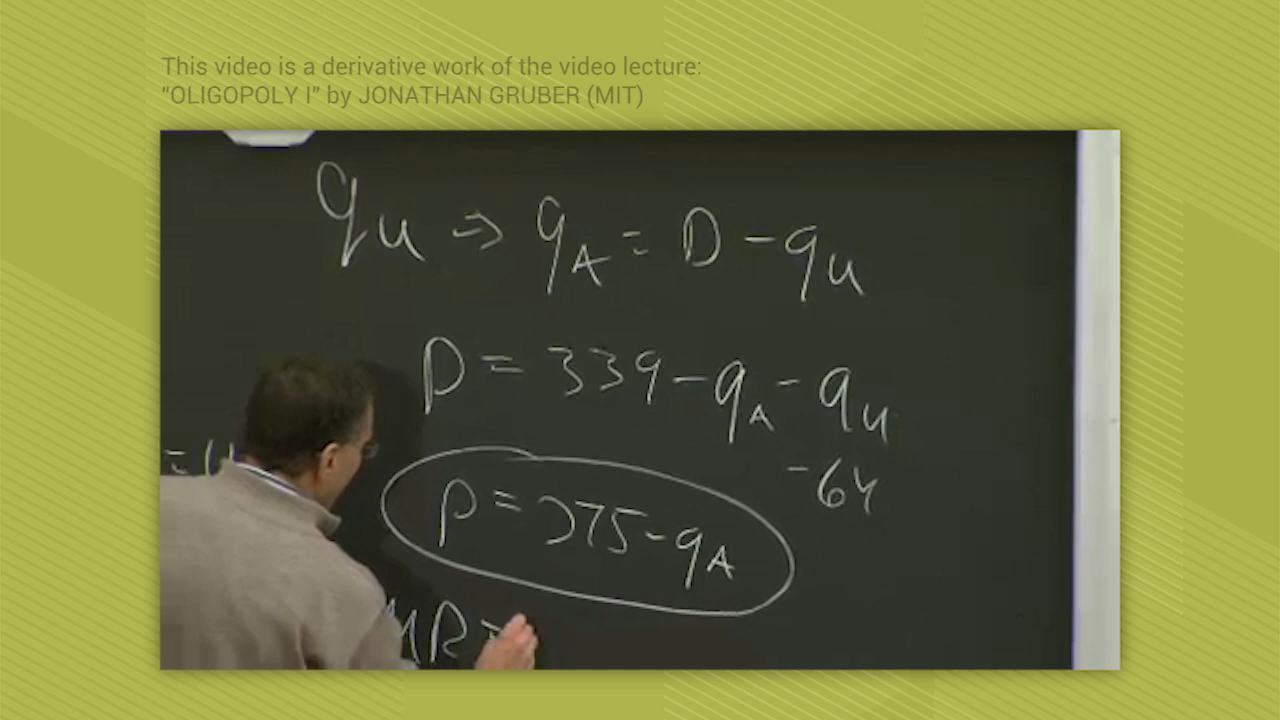 This video is a derivative work of the video lecture:
"OLIGOPOLY I" by JONATHAN GRUBER (MIT)
qu ⇒ qA = D - qu
P = 339 - qA - qu
-64
P = 275 - qA
MR =